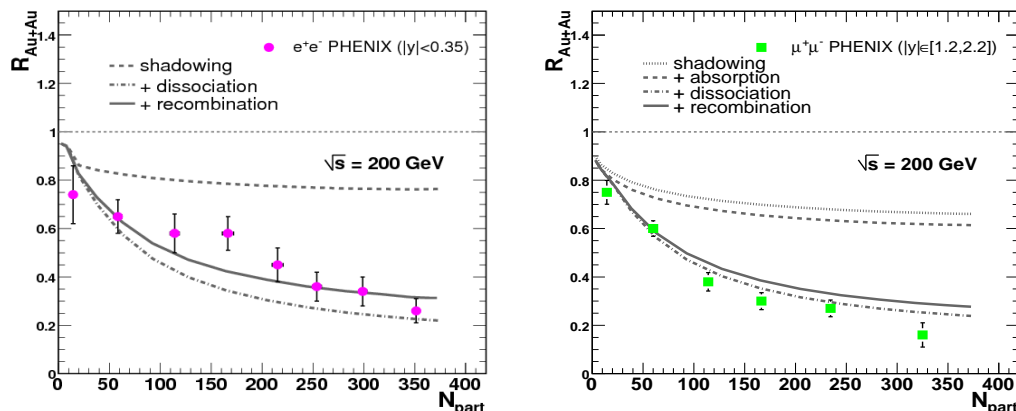 R_Au+Au
1.4
1.2
1
0.8
0.6
0.4
0.2
0
e⁺e⁻ PHENIX (|y|<0.35)
shadowing
+ dissociation
+ recombination
√s = 200 GeV
0 50 100 150 200 250 300 350 400
N_part
R_Au+Au
1.4
1.2
1
0.8
0.6
0.4
0.2
0
μ⁺μ⁻ PHENIX (|y|∈[1.2,2.2])
shadowing
+ absorption
+ dissociation
+ recombination
√s = 200 GeV
0 50 100 150 200 250 300 350 400
N_part